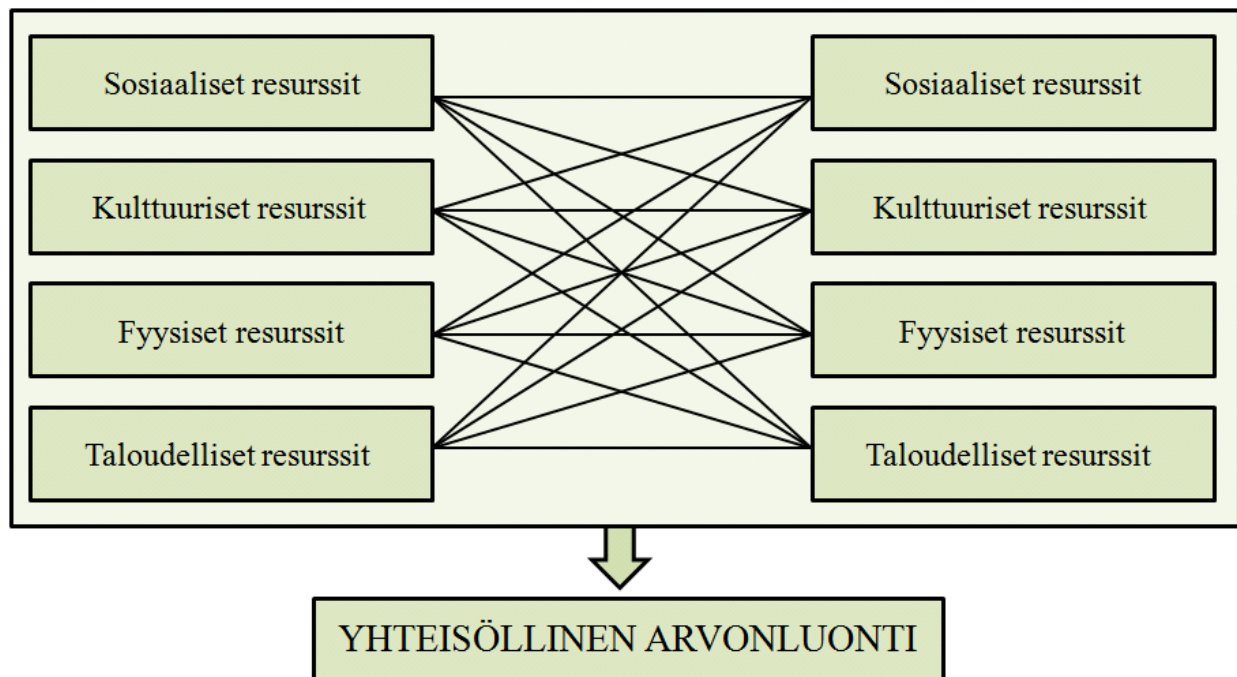 Sosiaaliset resurssit
Sosiaaliset resurssit
Kulttuuriset resurssit
Kulttuuriset resurssit
Fyysiset resurssit
Fyysiset resurssit
Taloudelliset resurssit
Taloudelliset resurssit
YHTEISÖLLINEN ARVONLUONTI